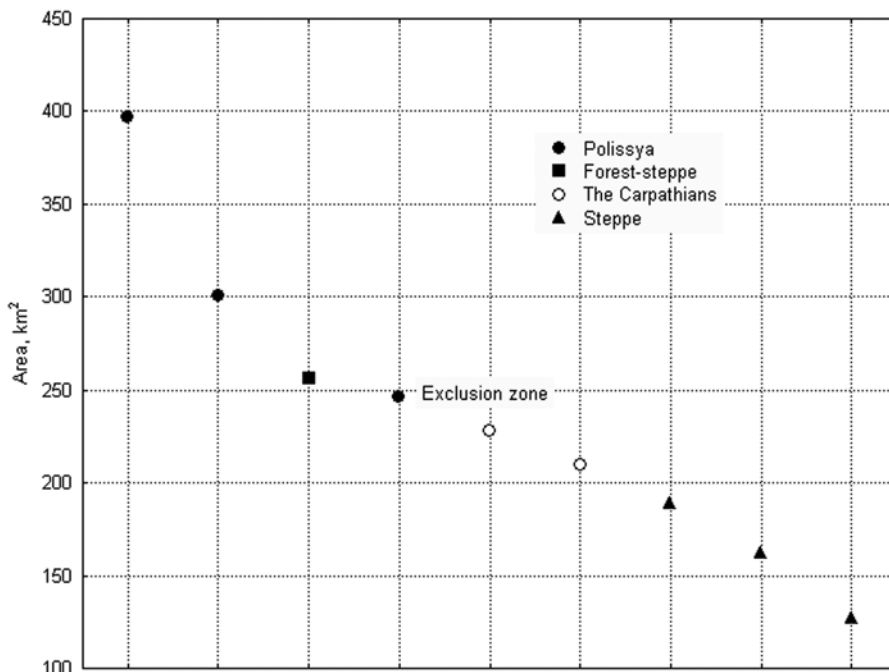 450
400
350
300
250
200
150
100
Area, km²
Polissya
Forest-steppe
The Carpathians
Steppe
Exclusion zone